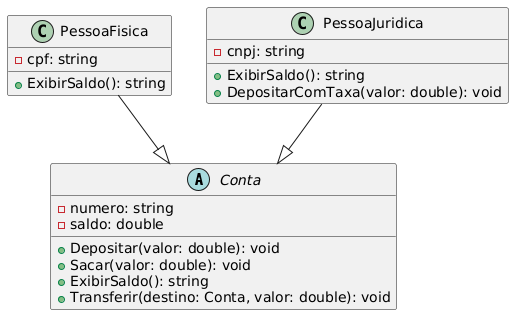 C PessoaFisica
cpf: string
ExibirSaldo(): string
C PessoaJuridica
cnpj: string
ExibirSaldo(): string
DepositarComTaxa(valor: double): void
A Conta
numero: string
saldo: double
Depositar(valor: double): void
Sacar(valor: double): void
ExibirSaldo(): string
Transferir(destino: Conta, valor: double): void